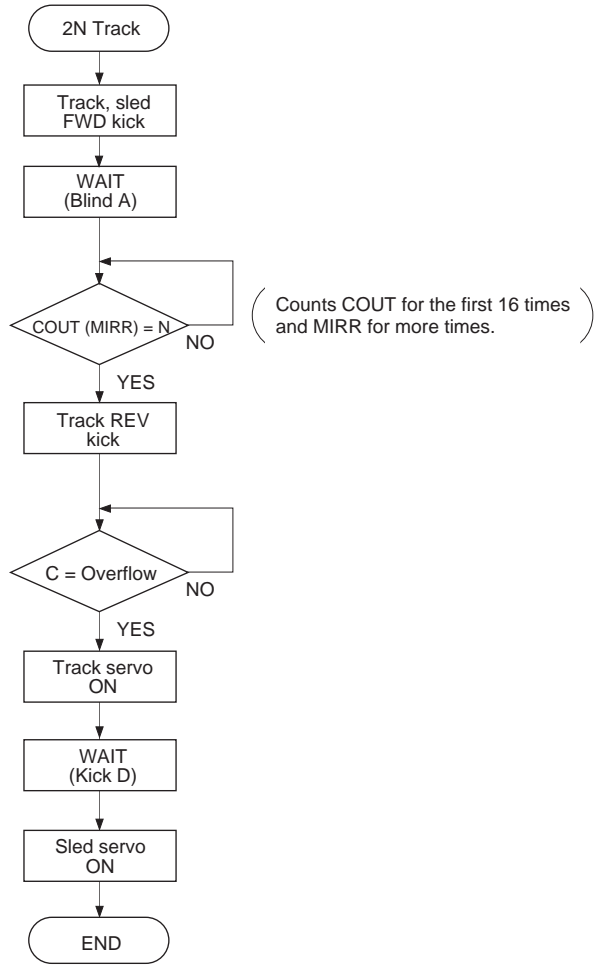 2N Track
Track, sled
FWD kick
WAIT
(Blind A)
COUT (MIRR) = N
NO
Counts COUT for the first 16 times
and MIRR for more times.
YES
Track REV
kick
C = Overflow
NO
YES
Track servo
ON
WAIT
(Kick D)
Sled servo
ON
END